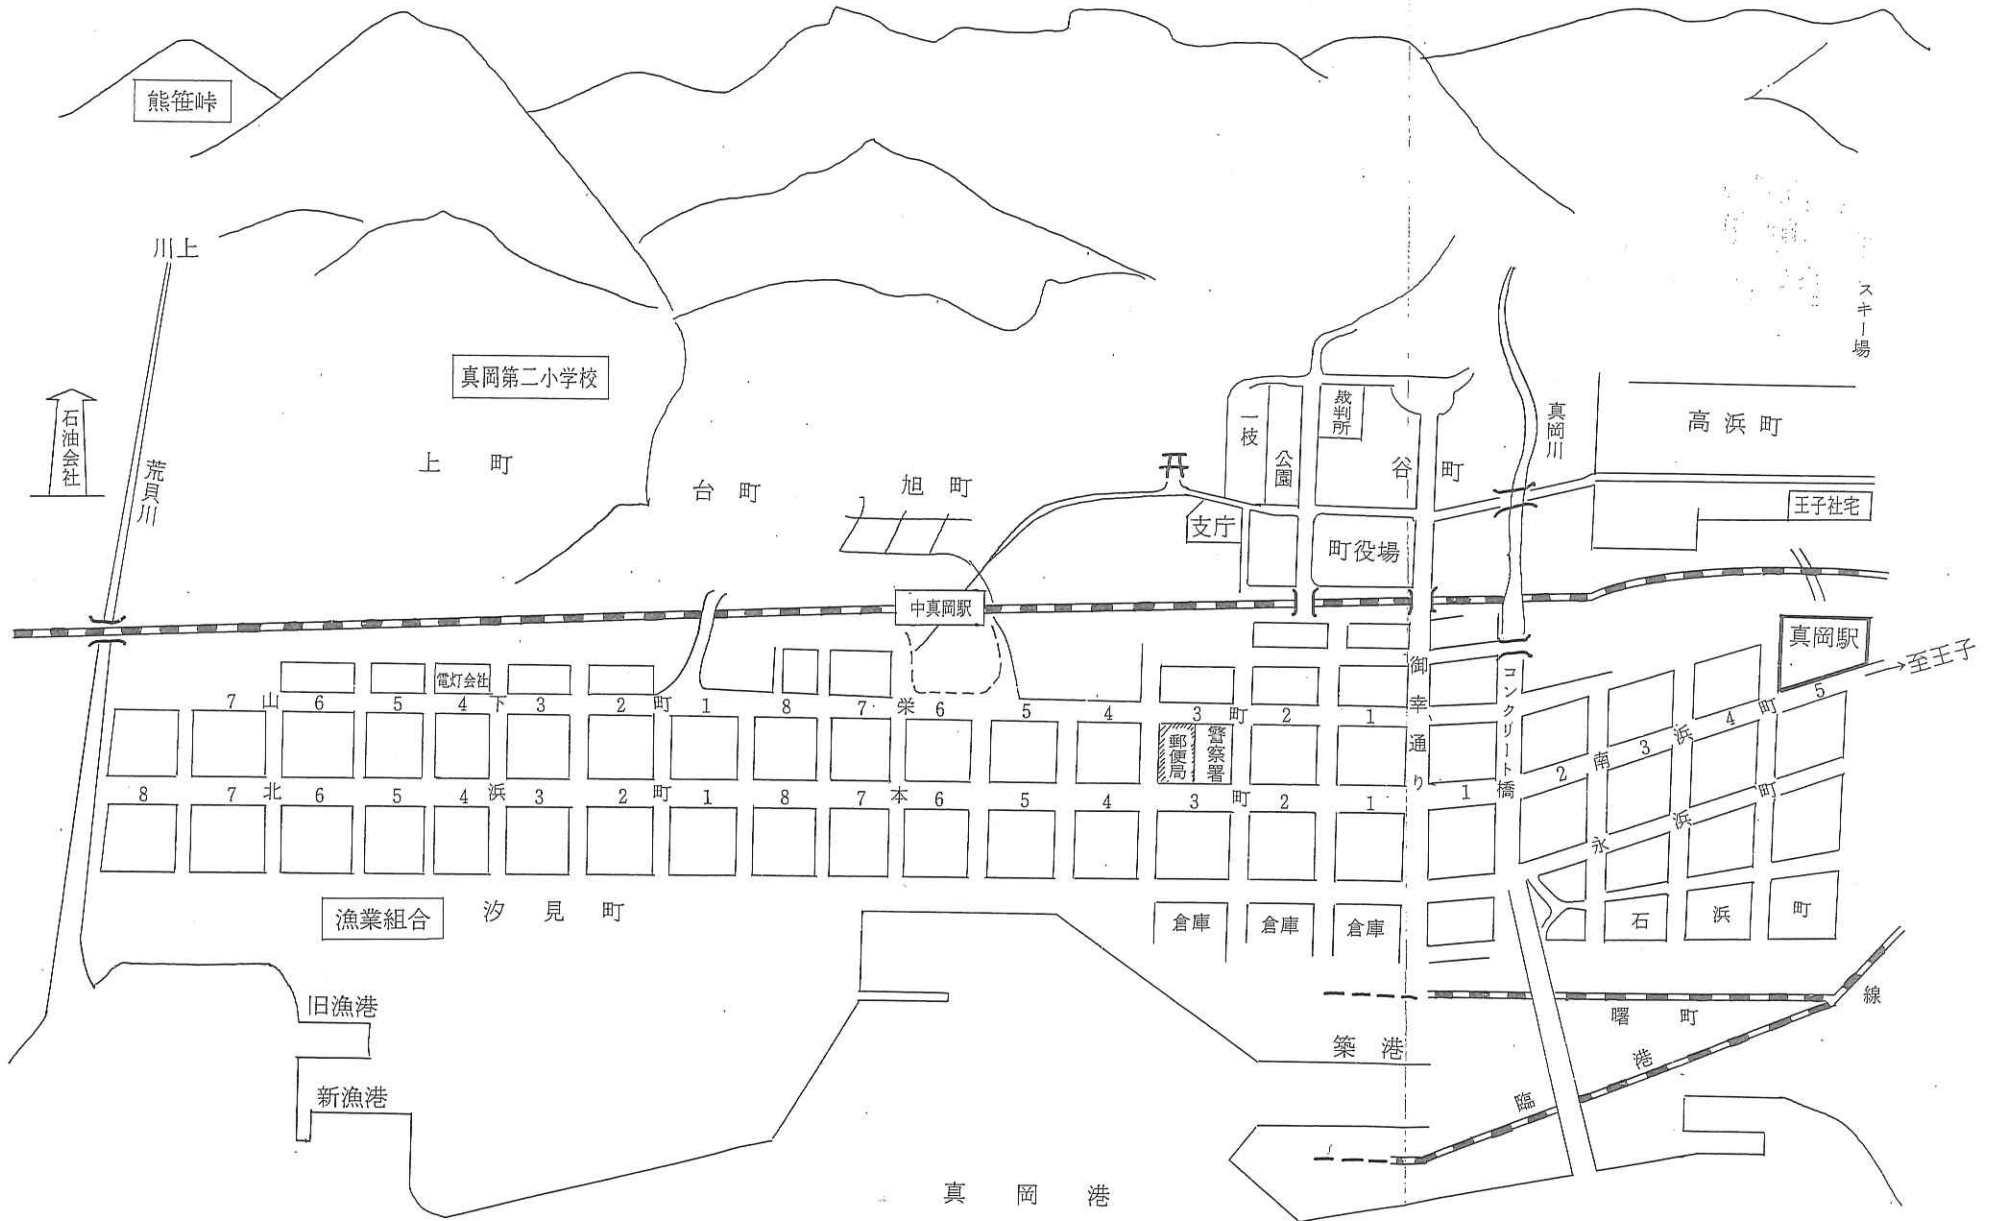 熊笹峠
川上
スキー場
真岡第二小学校
石油会社
荒貝川
上町
台町
旭町
一枝
公園
裁判所
谷町
真岡川
高浜町
王子社宅
支庁
町役場
中真岡駅
真岡駅
→至王子
電灯会社
7 山 6 5 4 下 3 2 町 1 8 7 栄 6 5 4 3 町 2 1
御幸通り
コンクリート橋
2 南 3 浜 4 町 5
郵便局
警察署
8 7 北 6 5 4 浜 3 2 町 1 8 7 本 6 5 4 3 町 2 1 1
永浜町
漁業組合
汐見町
倉庫
倉庫
倉庫
石浜町
旧漁港
新漁港
築港
曙町
臨港線
真岡港